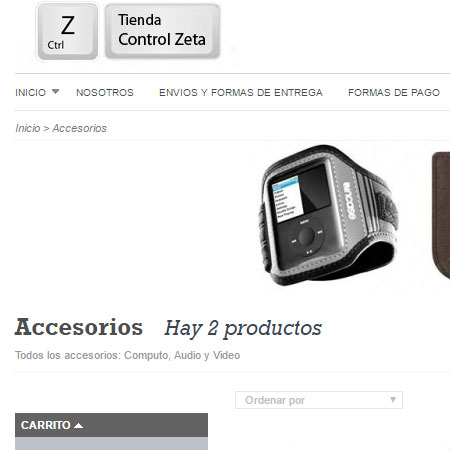 Z
Ctrl
Tienda
Control Zeta
INICIO NOSOTROS ENVIOS Y FORMAS DE ENTREGA FORMAS DE PAGO
Inicio > Accesorios
incase
Accesorios Hay 2 productos
Todos los accesorios: Computo, Audio y Video
Ordenar por
CARRITO